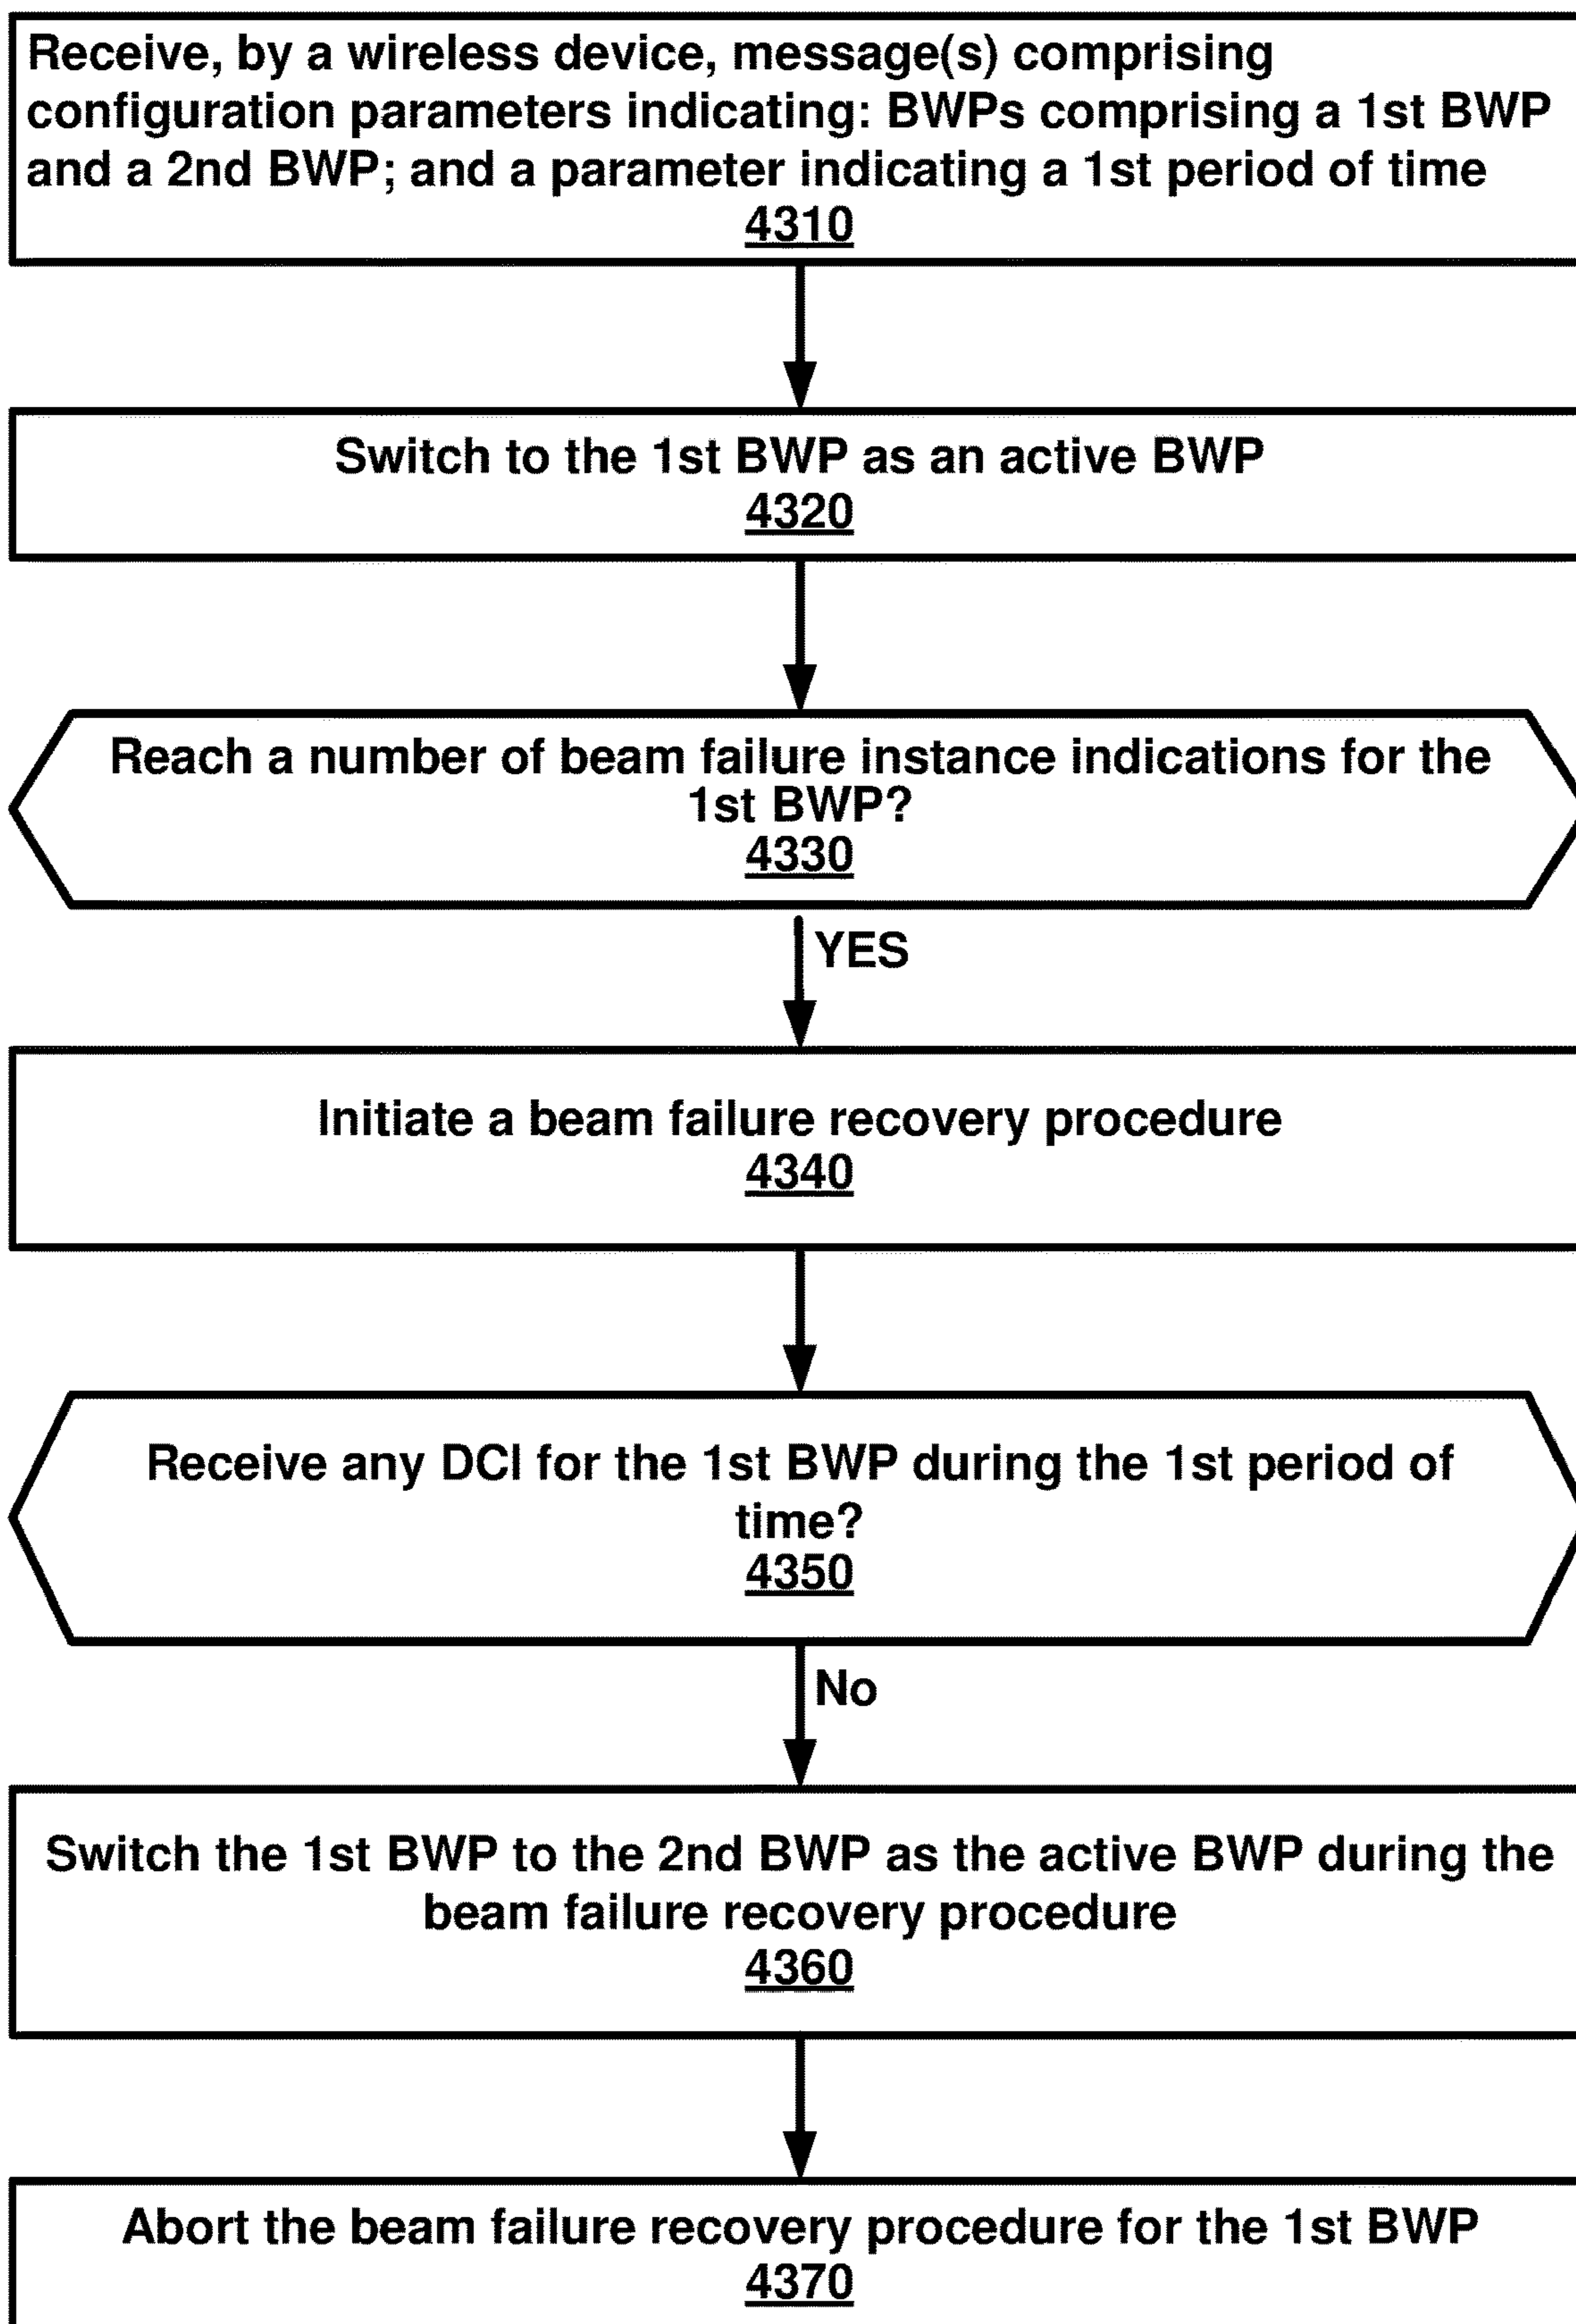 Receive, by a wireless device, message(s) comprising
configuration parameters indicating: BWPs comprising a 1st BWP
and a 2nd BWP; and a parameter indicating a 1st period of time
4310
Switch to the 1st BWP as an active BWP
4320
Reach a number of beam failure instance indications for the
1st BWP?
4330
YES
Initiate a beam failure recovery procedure
4340
Receive any DCI for the 1st BWP during the 1st period of
time?
4350
No
Switch the 1st BWP to the 2nd BWP as the active BWP during the
beam failure recovery procedure
4360
Abort the beam failure recovery procedure for the 1st BWP
4370